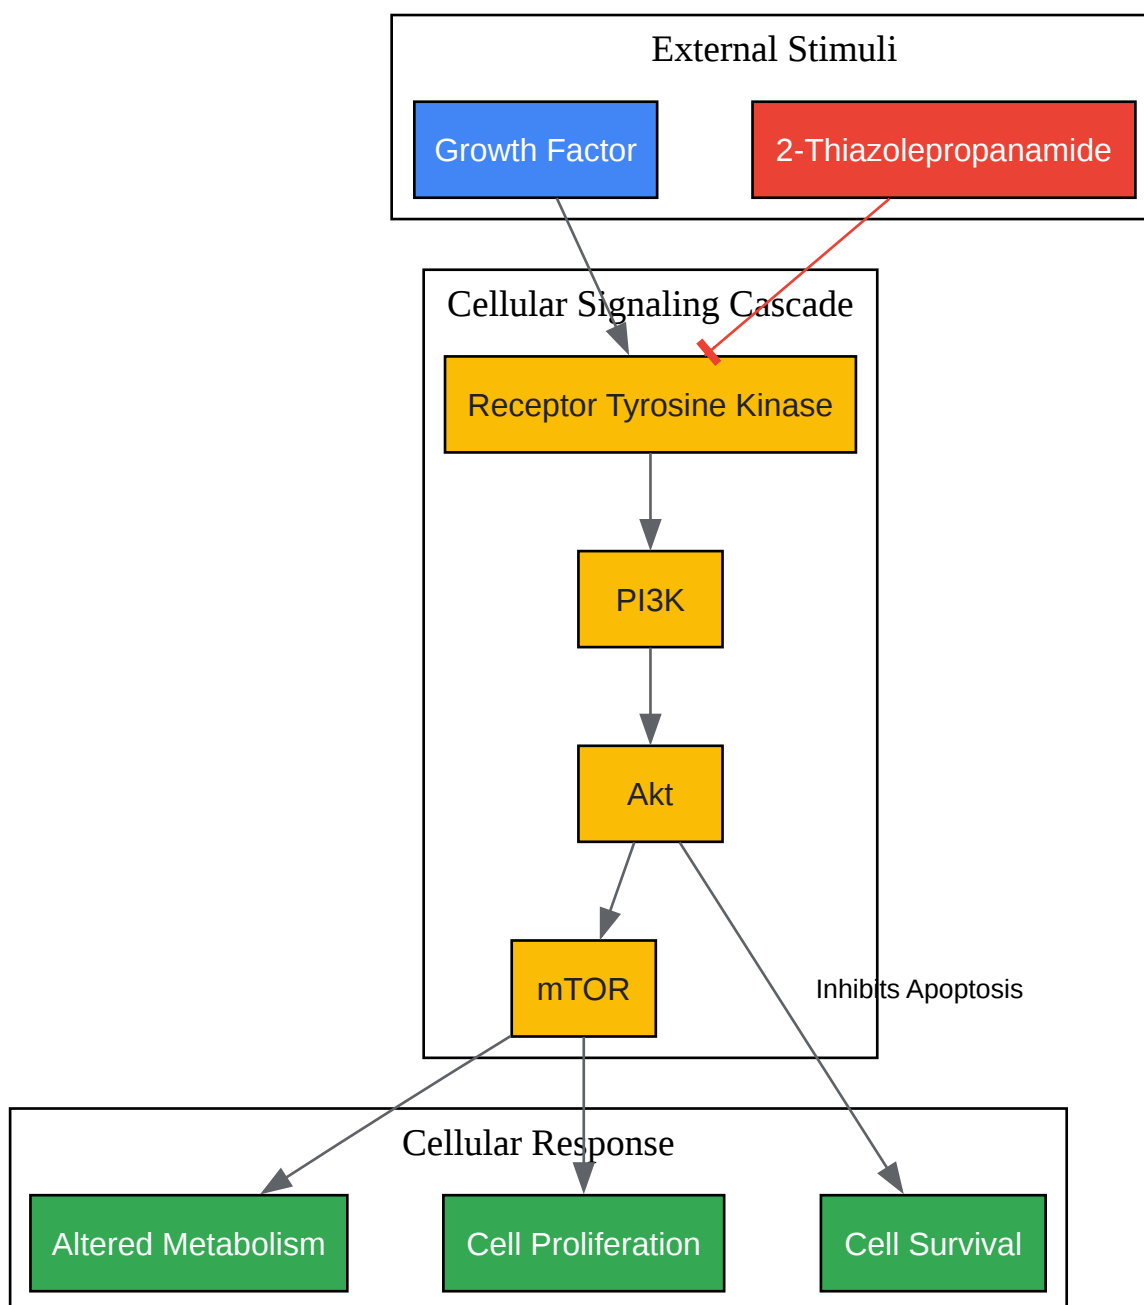 External Stimuli
Growth Factor
2-Thiazolepropanamide
Cellular Signaling Cascade
Receptor Tyrosine Kinase
PI3K
Akt
mTOR
Inhibits Apoptosis
Cellular Response
Altered Metabolism
Cell Proliferation
Cell Survival